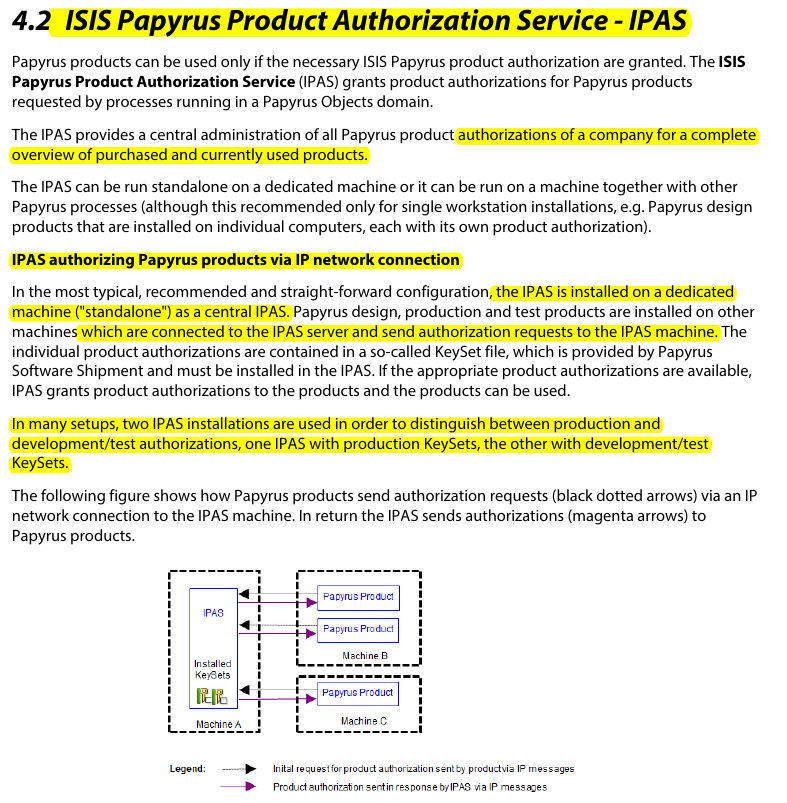 4.2 ISIS Papyrus Product Authorization Service - IPAS
Papyrus products can be used only if the necessary ISIS Papyrus product authorization are granted. The ISIS
Papyrus Product Authorization Service (IPAS) grants product authorizations for Papyrus products
requested by processes running in a Papyrus Objects domain.
The IPAS provides a central administration of all Papyrus product authorizations of a company for a complete
overview of purchased and currently used products.
The IPAS can be run standalone on a dedicated machine or it can be run on a machine together with other
Papyrus processes (although this recommended only for single workstation installations, e.g. Papyrus design
products that are installed on individual computers, each with its own product authorization).
IPAS authorizing Papyrus products via IP network connection
In the most typical, recommended and straight-forward configuration, the IPAS is installed on a dedicated
machine ("standalone") as a central IPAS. Papyrus design, production and test products are installed on other
machines which are connected to the IPAS server and send authorization requests to the IPAS machine. The
individual product authorizations are contained in a so-called KeySet file, which is provided by Papyrus
Software Shipment and must be installed in the IPAS. If the appropriate product authorizations are available,
IPAS grants product authorizations to the products and the products can be used.
In many setups, two IPAS installations are used in order to distinguish between production and
development/test authorizations, one IPAS with production KeySets, the other with development/test
KeySets.
The following figure shows how Papyrus products send authorization requests (black dotted arrows) via an IP
network connection to the IPAS machine. In return the IPAS sends authorizations (magenta arrows) to
Papyrus products.
IPAS
Installed
KeySets
Machine A
Papyrus Product
Papyrus Product
Machine B
Papyrus Product
Machine C
Legend:
Inital request for product authorization sent by product via IP messages
Product authorization sent in response by IPAS via IP messages